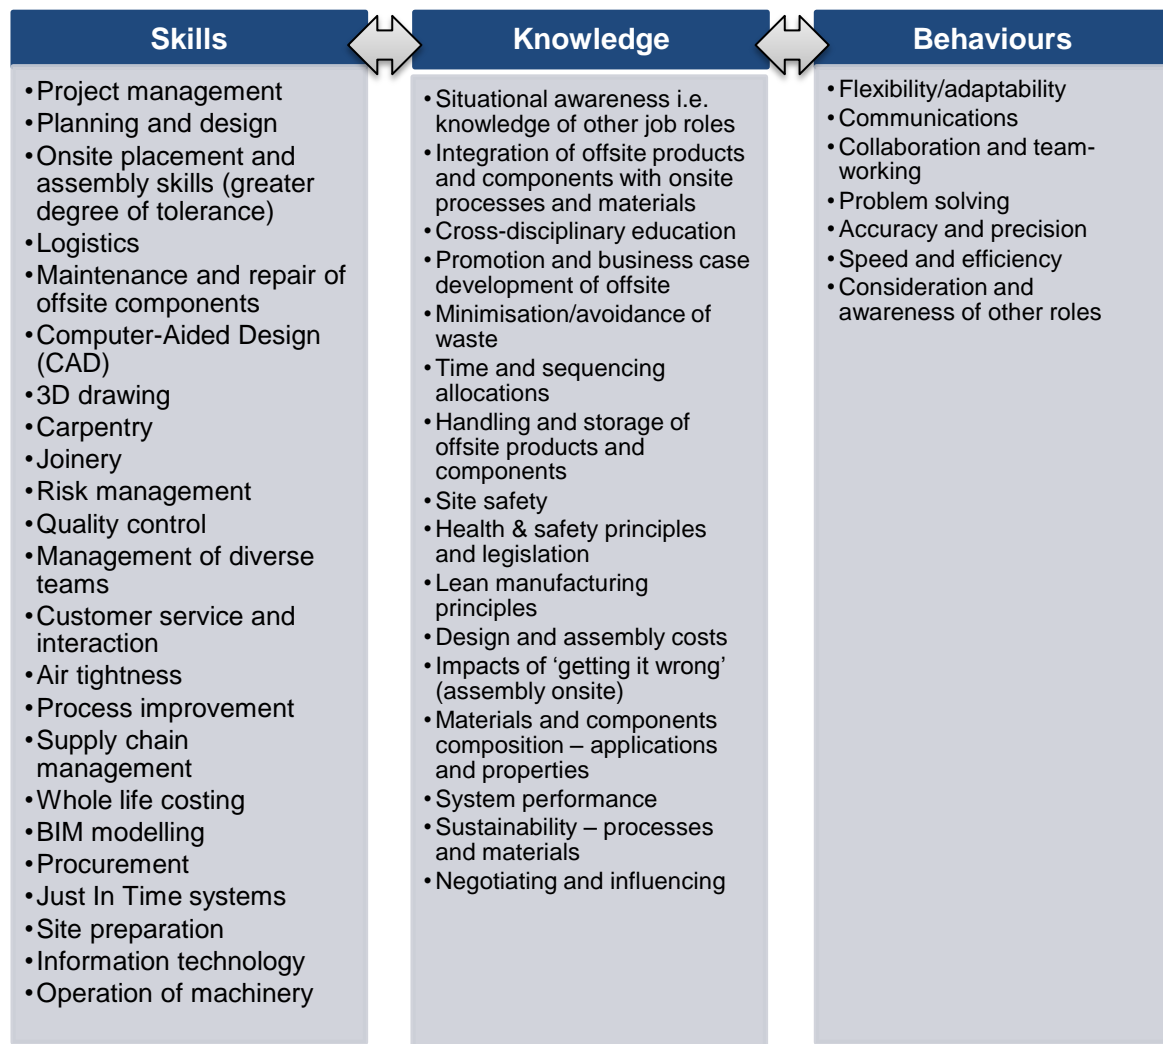 Skills
•Project management
•Planning and design
•Onsite placement and
assembly skills (greater
degree of tolerance)
•Logistics
•Maintenance and repair of
offsite components
•Computer-Aided Design
(CAD)
•3D drawing
•Carpentry
•Joinery
•Risk management
•Quality control
•Management of diverse
teams
•Customer service and
interaction
•Air tightness
•Process improvement
•Supply chain
management
•Whole life costing
•BIM modelling
•Procurement
•Just In Time systems
•Site preparation
•Information technology
•Operation of machinery
Knowledge
•Situational awareness i.e.
knowledge of other job roles
•Integration of offsite products
and components with onsite
processes and materials
•Cross-disciplinary education
•Promotion and business case
development of offsite
•Minimisation/avoidance of
waste
•Time and sequencing
allocations
•Handling and storage of
offsite products and
components
•Site safety
•Health & safety principles
and legislation
•Lean manufacturing
principles
•Design and assembly costs
•Impacts of ‘getting it wrong’
(assembly onsite)
•Materials and components
composition – applications
and properties
•System performance
•Sustainability – processes
and materials
•Negotiating and influencing
Behaviours
•Flexibility/adaptability
•Communications
•Collaboration and team-
working
•Problem solving
•Accuracy and precision
•Speed and efficiency
•Consideration and
awareness of other roles